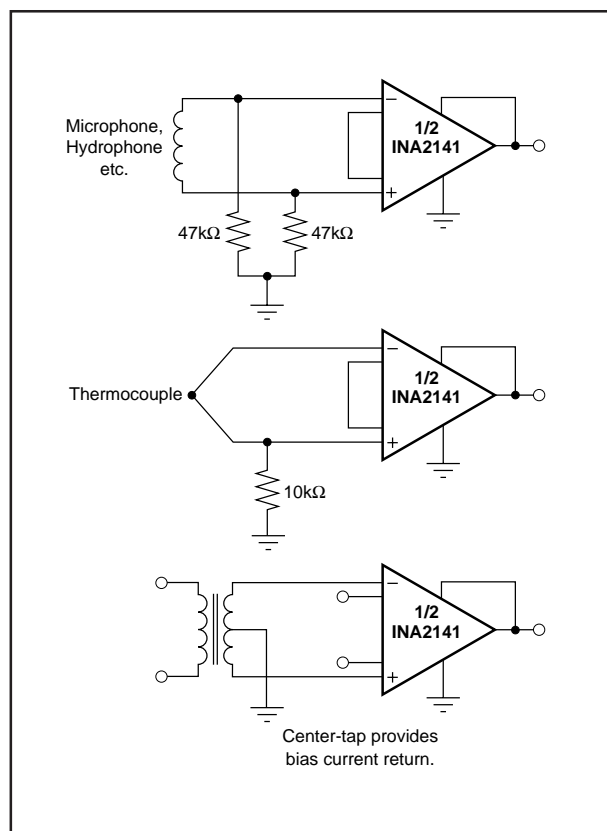 1/2
INA2141
−
+
Microphone,
Hydrophone
etc.
47kΩ 47kΩ
1/2
INA2141
−
+
Thermocouple
10kΩ
1/2
INA2141
−
+
Center-tap provides
bias current return.